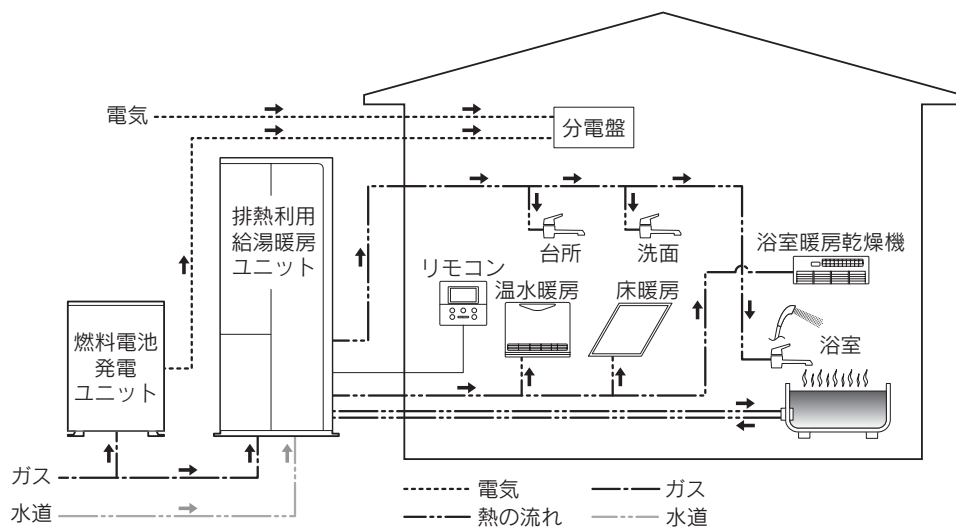 電気
分電盤
排熱利用
給湯暖房
ユニット
台所
洗面
浴室暖房乾燥機
リモコン
温水暖房
床暖房
燃料電池
発電
ユニット
浴室
ガス
水道
電気
ガス
熱の流れ
水道